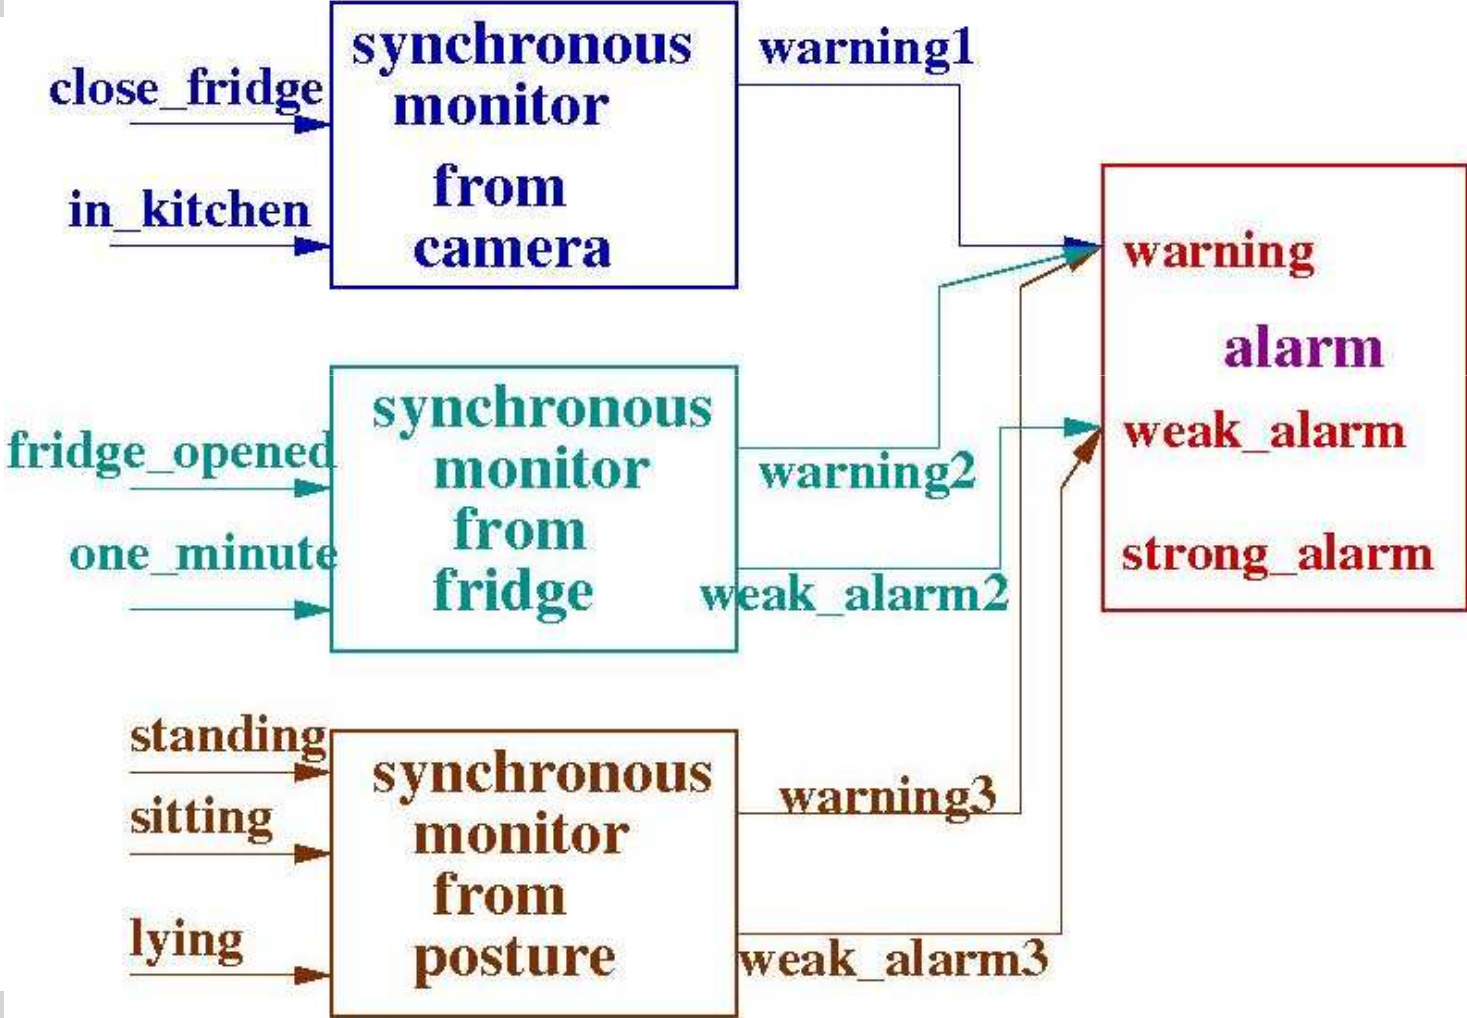 close_fridge
in_kitchen
synchronous
monitor
from
camera
warning1
fridge_opened
one_minute
synchronous
monitor
from
fridge
warning2
weak_alarm2
standing
sitting
lying
synchronous
monitor
from
posture
warning3
weak_alarm3
warning
alarm
weak_alarm
strong_alarm